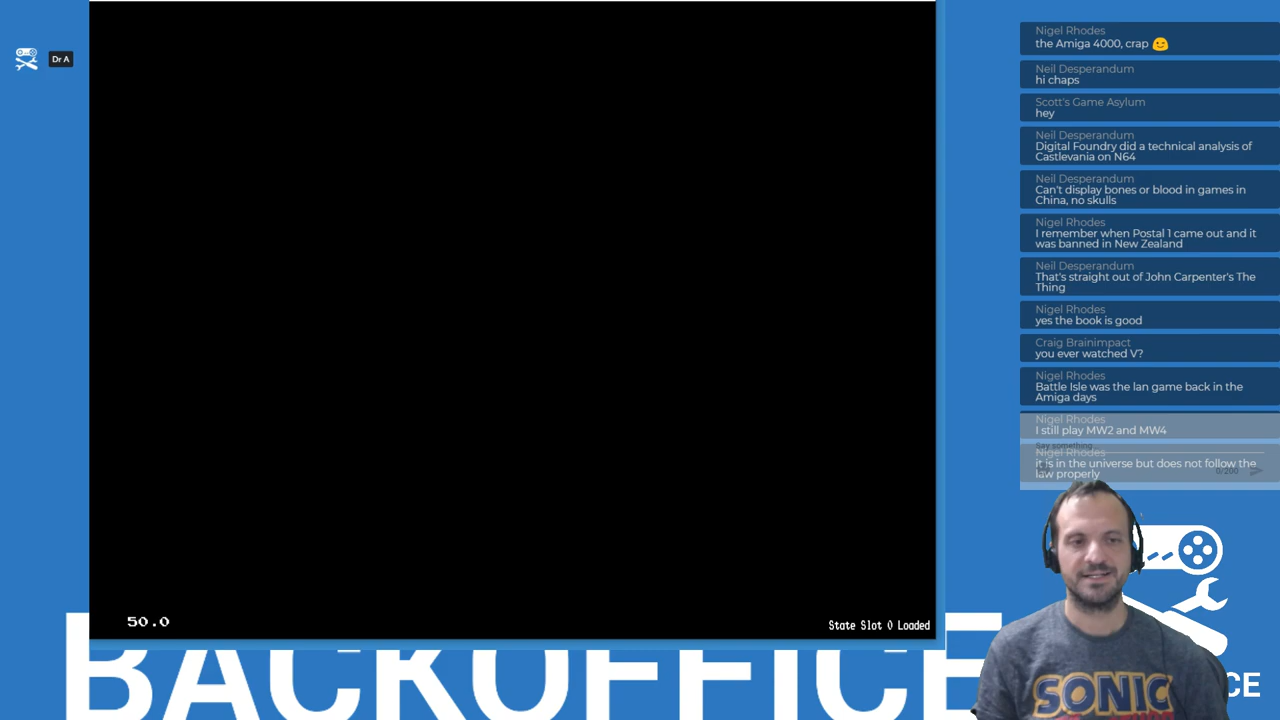 Dr A
50.0
State Slot 0 Loaded
BACKOFFICE
Nigel Rhodes
the Amiga 4000, crap 😉
Neil Desperandum
hi chaps
Scott's Game Asylum
hey
Neil Desperandum
Digital Foundry did a technical analysis of
Castlevania on N64
Neil Desperandum
Can't display bones or blood in games in
China, no skulls
Nigel Rhodes
I remember when Postal 1 came out and it
was banned in New Zealand
Neil Desperandum
That's straight out of John Carpenter's The
Thing
Nigel Rhodes
yes the book is good
Craig Brainimpact
you ever watched V?
Nigel Rhodes
Battle Isle was the lan game back in the
Amiga days
Nigel Rhodes
I still play MW2 and MW4
Say something...
Nigel Rhodes
it is in the universe but does not follow the
law properly
0/200
CE
SONIC